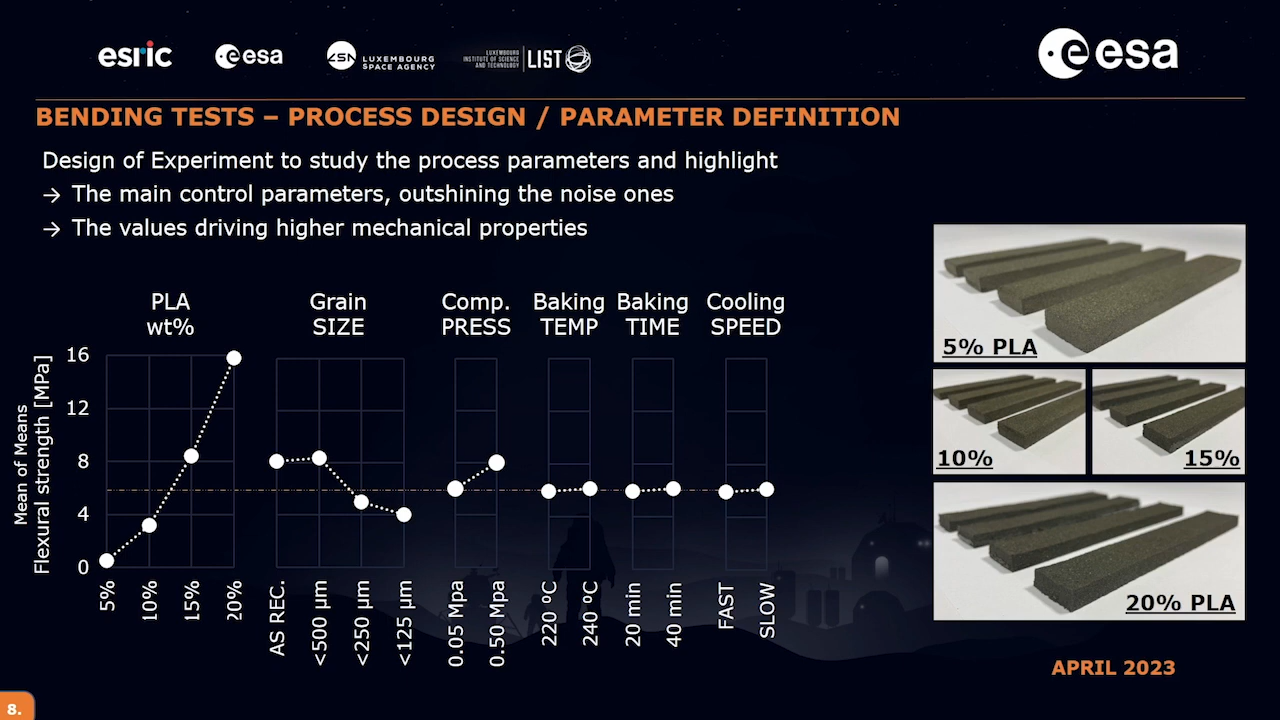 esric
esa
LSA LUXEMBOURG
SPACE AGENCY
LUXEMBOURG
INSTITUTE OF SCIENCE
AND TECHNOLOGY
LIST
esa
BENDING TESTS – PROCESS DESIGN / PARAMETER DEFINITION
Design of Experiment to study the process parameters and highlight
→ The main control parameters, outshining the noise ones
→ The values driving higher mechanical properties
PLA
wt%
Grain
SIZE
Comp.
PRESS
Baking
TEMP
Baking
TIME
Cooling
SPEED
Mean of Means
Flexural strength [MPa]
16
12
8
4
0
5%
10%
15%
20%
AS REC.
<500 µm
<250 µm
<125 µm
0.05 Mpa
0.50 Mpa
220 ºC
240 ºC
20 min
40 min
FAST
SLOW
5% PLA
10%
15%
20% PLA
APRIL 2023
8.